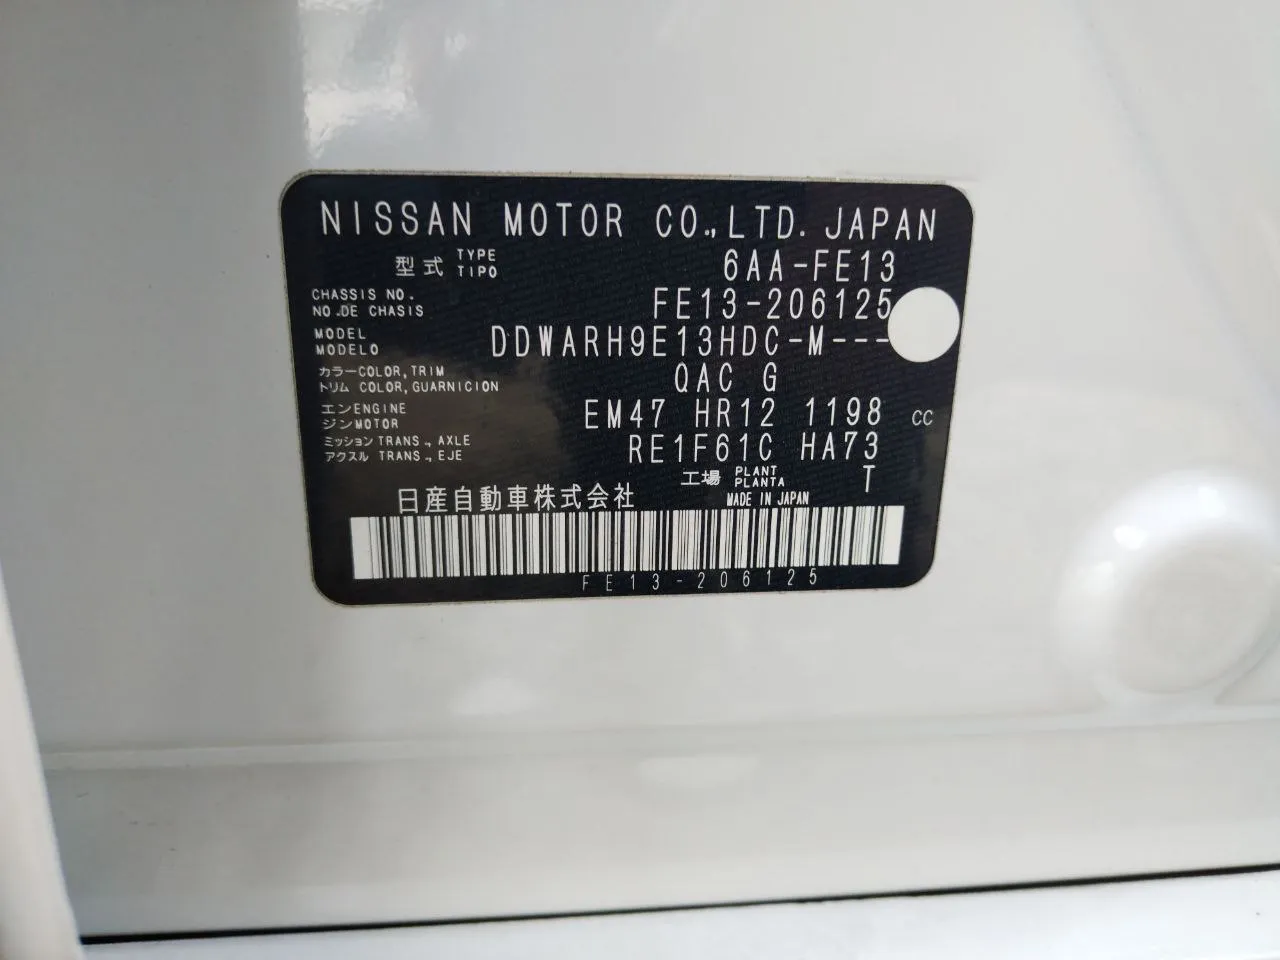 NISSAN MOTOR CO.,LTD. JAPAN
型式 TYPE TIPO 6AA-FE13
CHASSIS NO. NO.DE CHASIS FE13-206125
MODEL MODELO DDWARH9E13HDC-M---
カラー COLOR, TRIM トリム COLOR, GUARNICION QAC G
エンジン ENGINE MOTOR EM47 HR12 1198 CC
ミッション TRANS., AXLE アクスル TRANS., EJE RE1F61C HA73
工場 PLANT PLANTA T
日産自動車株式会社 MADE IN JAPAN
FE13-206125